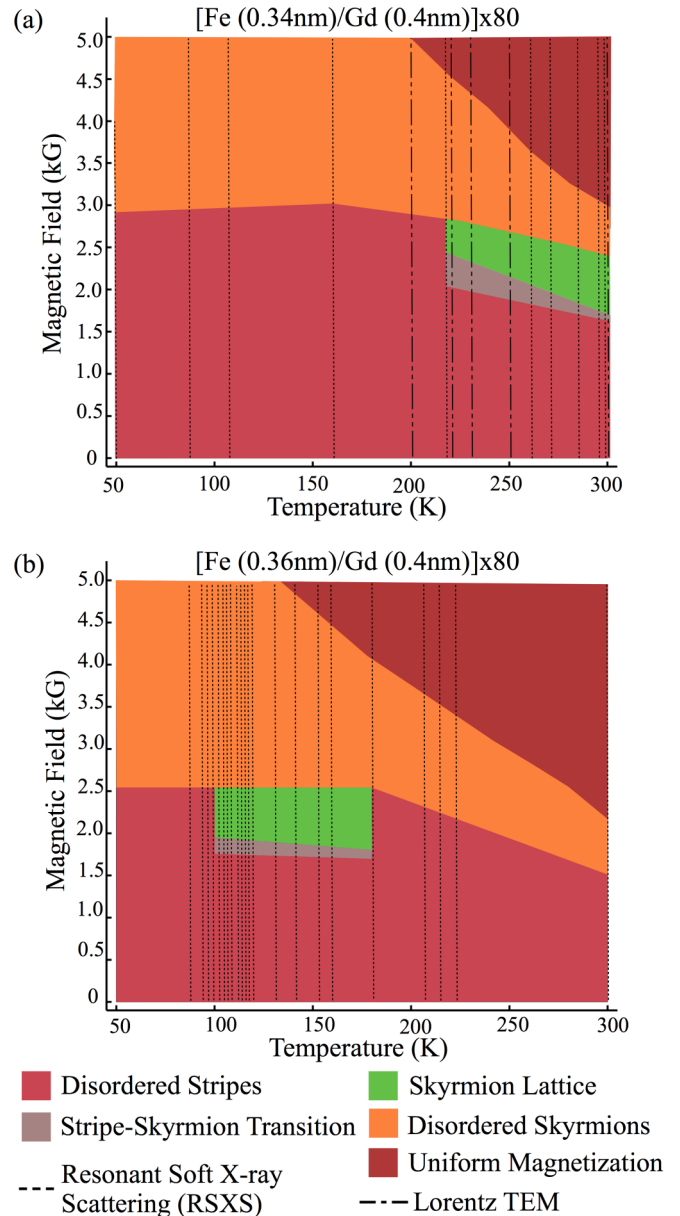 (a) [Fe (0.34nm)/Gd (0.4nm)]x80
5.0
4.5
4.0
3.5
3.0
2.5
2.0
1.5
1.0
0.5
0
Magnetic Field (kG)
50 100 150 200 250 300
Temperature (K)
(b) [Fe (0.36nm)/Gd (0.4nm)]x80
5.0
4.5
4.0
3.5
3.0
2.5
2.0
1.5
1.0
0.5
0
Magnetic Field (kG)
50 100 150 200 250 300
Temperature (K)
Disordered Stripes
Skyrmion Lattice
Stripe-Skyrmion Transition
Disordered Skyrmions
Uniform Magnetization
Resonant Soft X-ray
Scattering (RSXS)
Lorentz TEM